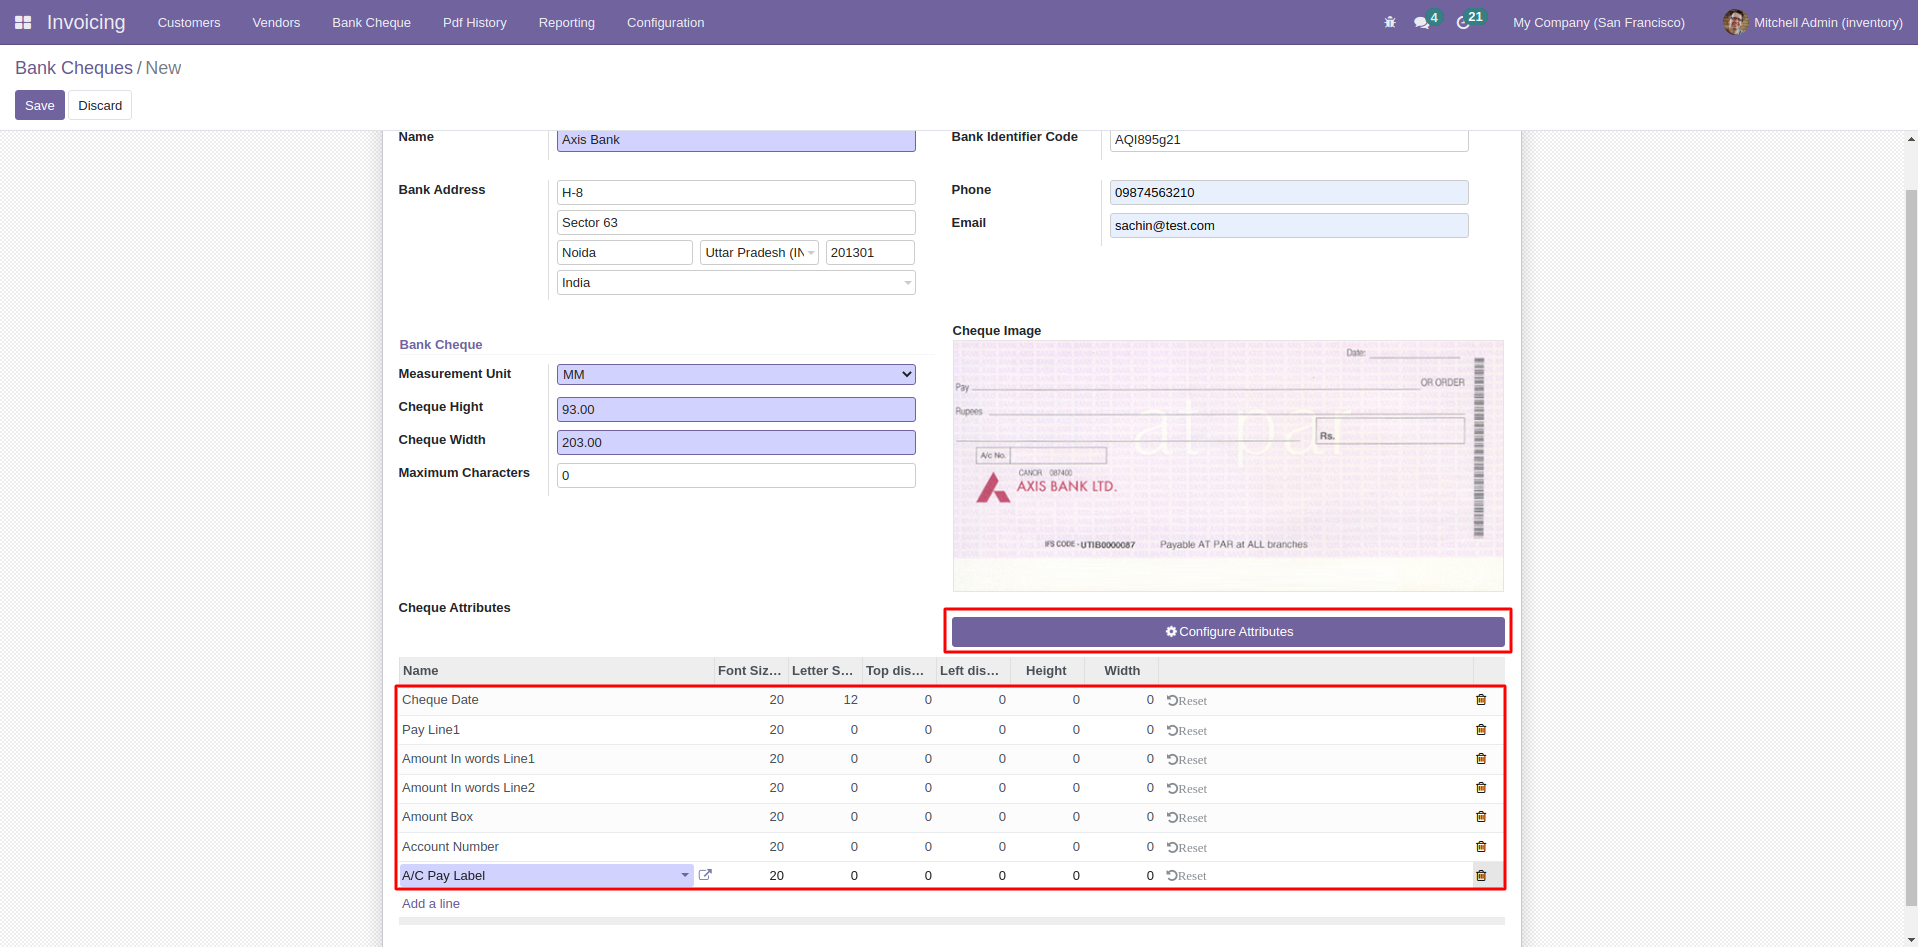 Invoicing Customers Vendors Bank Cheque Pdf History Reporting Configuration 4 21 My Company (San Francisco) Mitchell Admin (inventory)
Bank Cheques / New
Save Discard
Name Axis Bank Bank Identifier Code AQI895g21
Bank Address H-8 Phone 09874563210
Sector 63 Email sachin@test.com
Noida Uttar Pradesh (IN 201301
India
Cheque Image
Bank Cheque
Measurement Unit MM
Cheque Hight 93.00
Cheque Width 203.00
Maximum Characters 0
Date:
Pay OR ORDER
Rupees
at par
Rs.
A/c No.
CANOR 087400
AXIS BANK LTD.
IFS CODE - UTIB0000087 Payable AT PAR at ALL branches
Cheque Attributes
Configure Attributes
Name Font Siz... Letter S... Top dis... Left dis... Height Width
Cheque Date 20 12 0 0 0 0 Reset
Pay Line1 20 0 0 0 0 0 Reset
Amount In words Line1 20 0 0 0 0 0 Reset
Amount In words Line2 20 0 0 0 0 0 Reset
Amount Box 20 0 0 0 0 0 Reset
Account Number 20 0 0 0 0 0 Reset
A/C Pay Label 20 0 0 0 0 0 Reset
Add a line